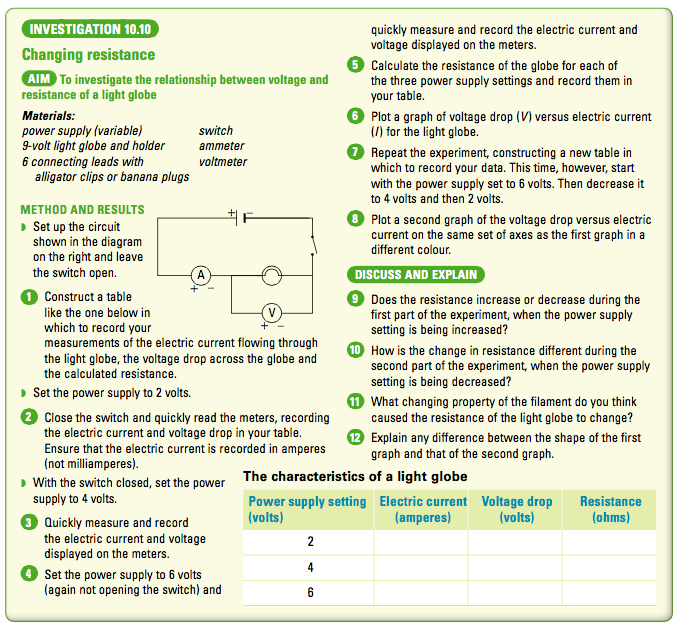 INVESTIGATION 10.10
Changing resistance
AIM To investigate the relationship between voltage and
resistance of a light globe
Materials:
power supply (variable) switch
9-volt light globe and holder ammeter
6 connecting leads with voltmeter
alligator clips or banana plugs
METHOD AND RESULTS
Set up the circuit
shown in the diagram
on the right and leave
the switch open.
+ −
A
+ −
V
+ −
1 Construct a table
like the one below in
which to record your
measurements of the electric current flowing through
the light globe, the voltage drop across the globe and
the calculated resistance.
Set the power supply to 2 volts.
2 Close the switch and quickly read the meters, recording
the electric current and voltage drop in your table.
Ensure that the electric current is recorded in amperes
(not milliamperes).
With the switch closed, set the power
supply to 4 volts.
3 Quickly measure and record
the electric current and voltage
displayed on the meters.
4 Set the power supply to 6 volts
(again not opening the switch) and
quickly measure and record the electric current and
voltage displayed on the meters.
5 Calculate the resistance of the globe for each of
the three power supply settings and record them in
your table.
6 Plot a graph of voltage drop (V) versus electric current
(I) for the light globe.
7 Repeat the experiment, constructing a new table in
which to record your data. This time, however, start
with the power supply set to 6 volts. Then decrease it
to 4 volts and then 2 volts.
8 Plot a second graph of the voltage drop versus electric
current on the same set of axes as the first graph in a
different colour.
DISCUSS AND EXPLAIN
9 Does the resistance increase or decrease during the
first part of the experiment, when the power supply
setting is being increased?
10 How is the change in resistance different during the
second part of the experiment, when the power supply
setting is being decreased?
11 What changing property of the filament do you think
caused the resistance of the light globe to change?
12 Explain any difference between the shape of the first
graph and that of the second graph.
The characteristics of a light globe
Power supply setting Electric current Voltage drop Resistance
(volts) (amperes) (volts) (ohms)
2
4
6